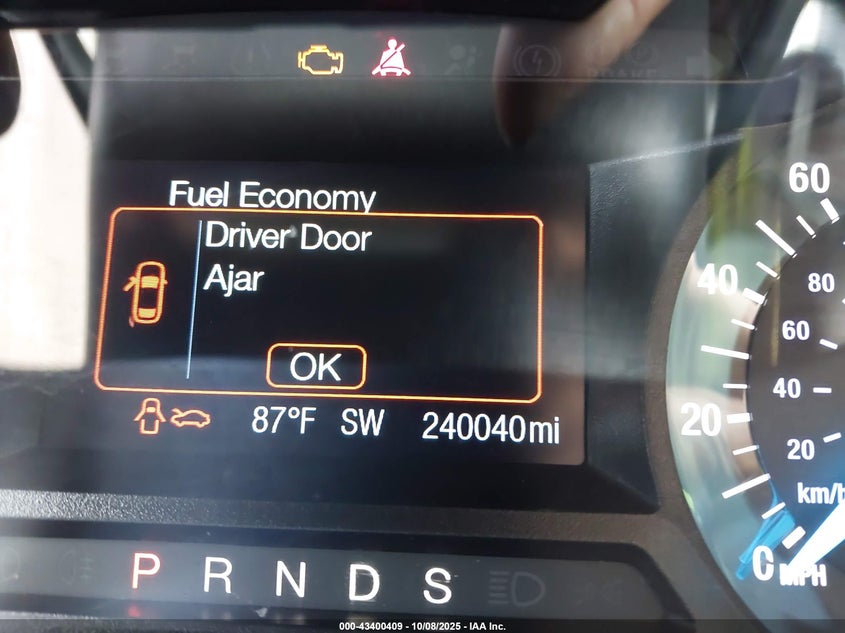 Fuel Economy
Driver Door
Ajar
OK
87°F SW 240040mi
P R N D S
60
40
20
0
MPH
80
60
40
20
km/h
000-43400409 - 10/08/2025 - IAA Inc.